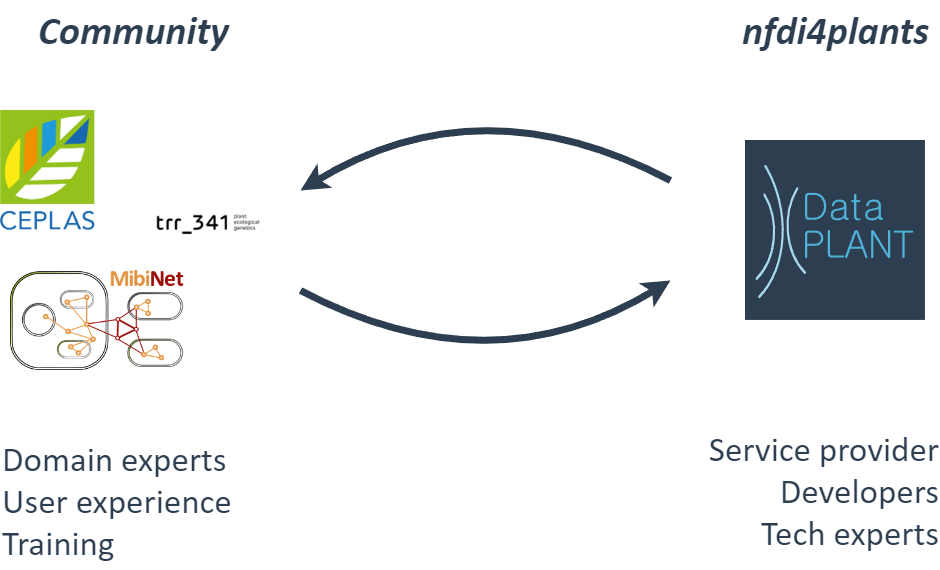 Community
nfdi4plants
CEPLAS
trr_341
plant
ecological
genetics
MibiNet
Data
PLANT
Domain experts
User experience
Training
Service provider
Developers
Tech experts